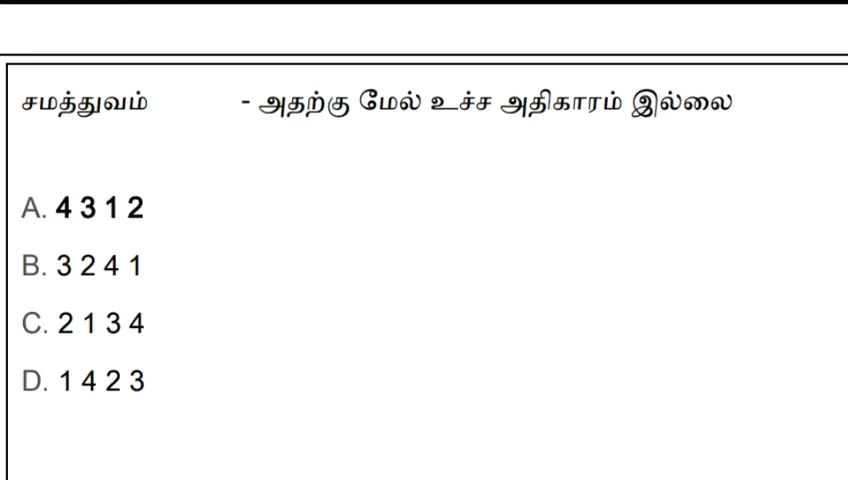 சமத்துவம் - அதற்கு மேல் உச்ச அதிகாரம் இல்லை
A. 4 3 1 2
B. 3 2 4 1
C. 2 1 3 4
D. 1 4 2 3